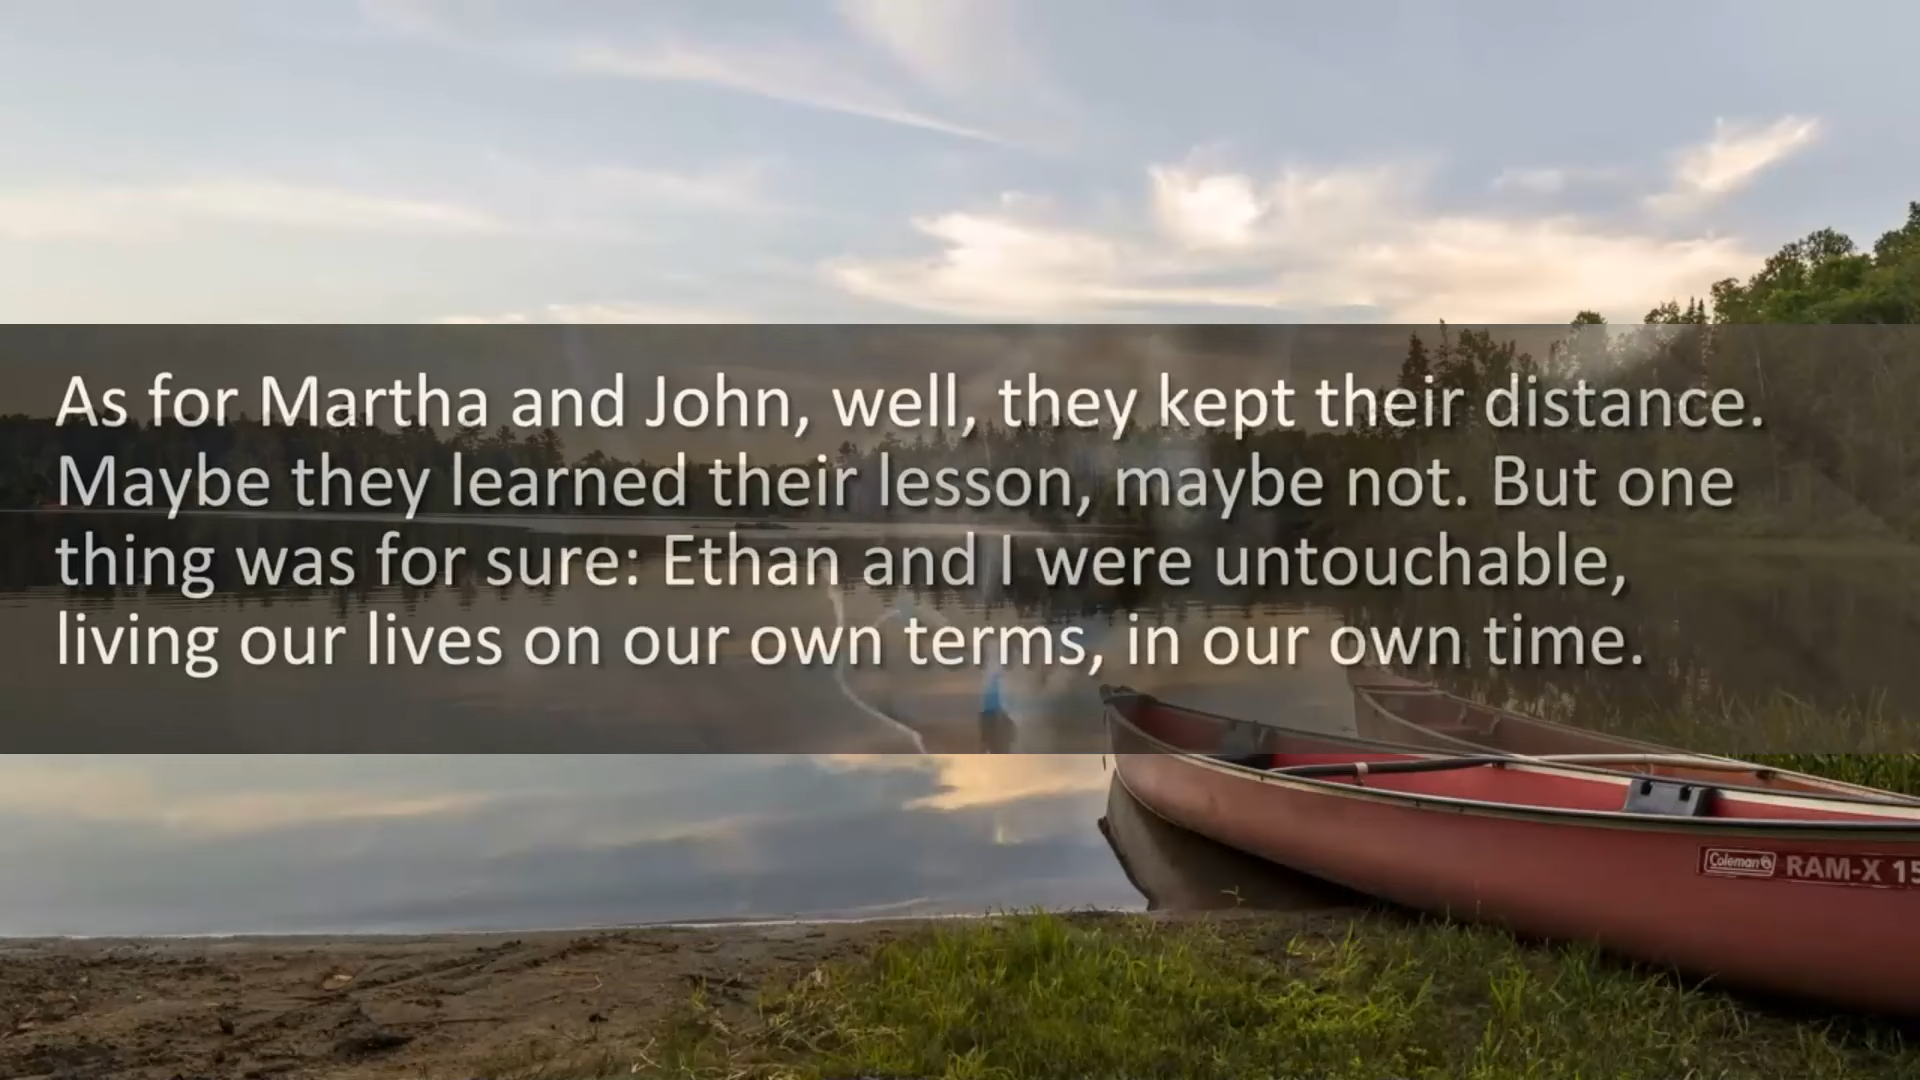 As for Martha and John, well, they kept their distance.
Maybe they learned their lesson, maybe not. But one
thing was for sure: Ethan and I were untouchable,
living our lives on our own terms, in our own time.
Coleman RAM-X 15